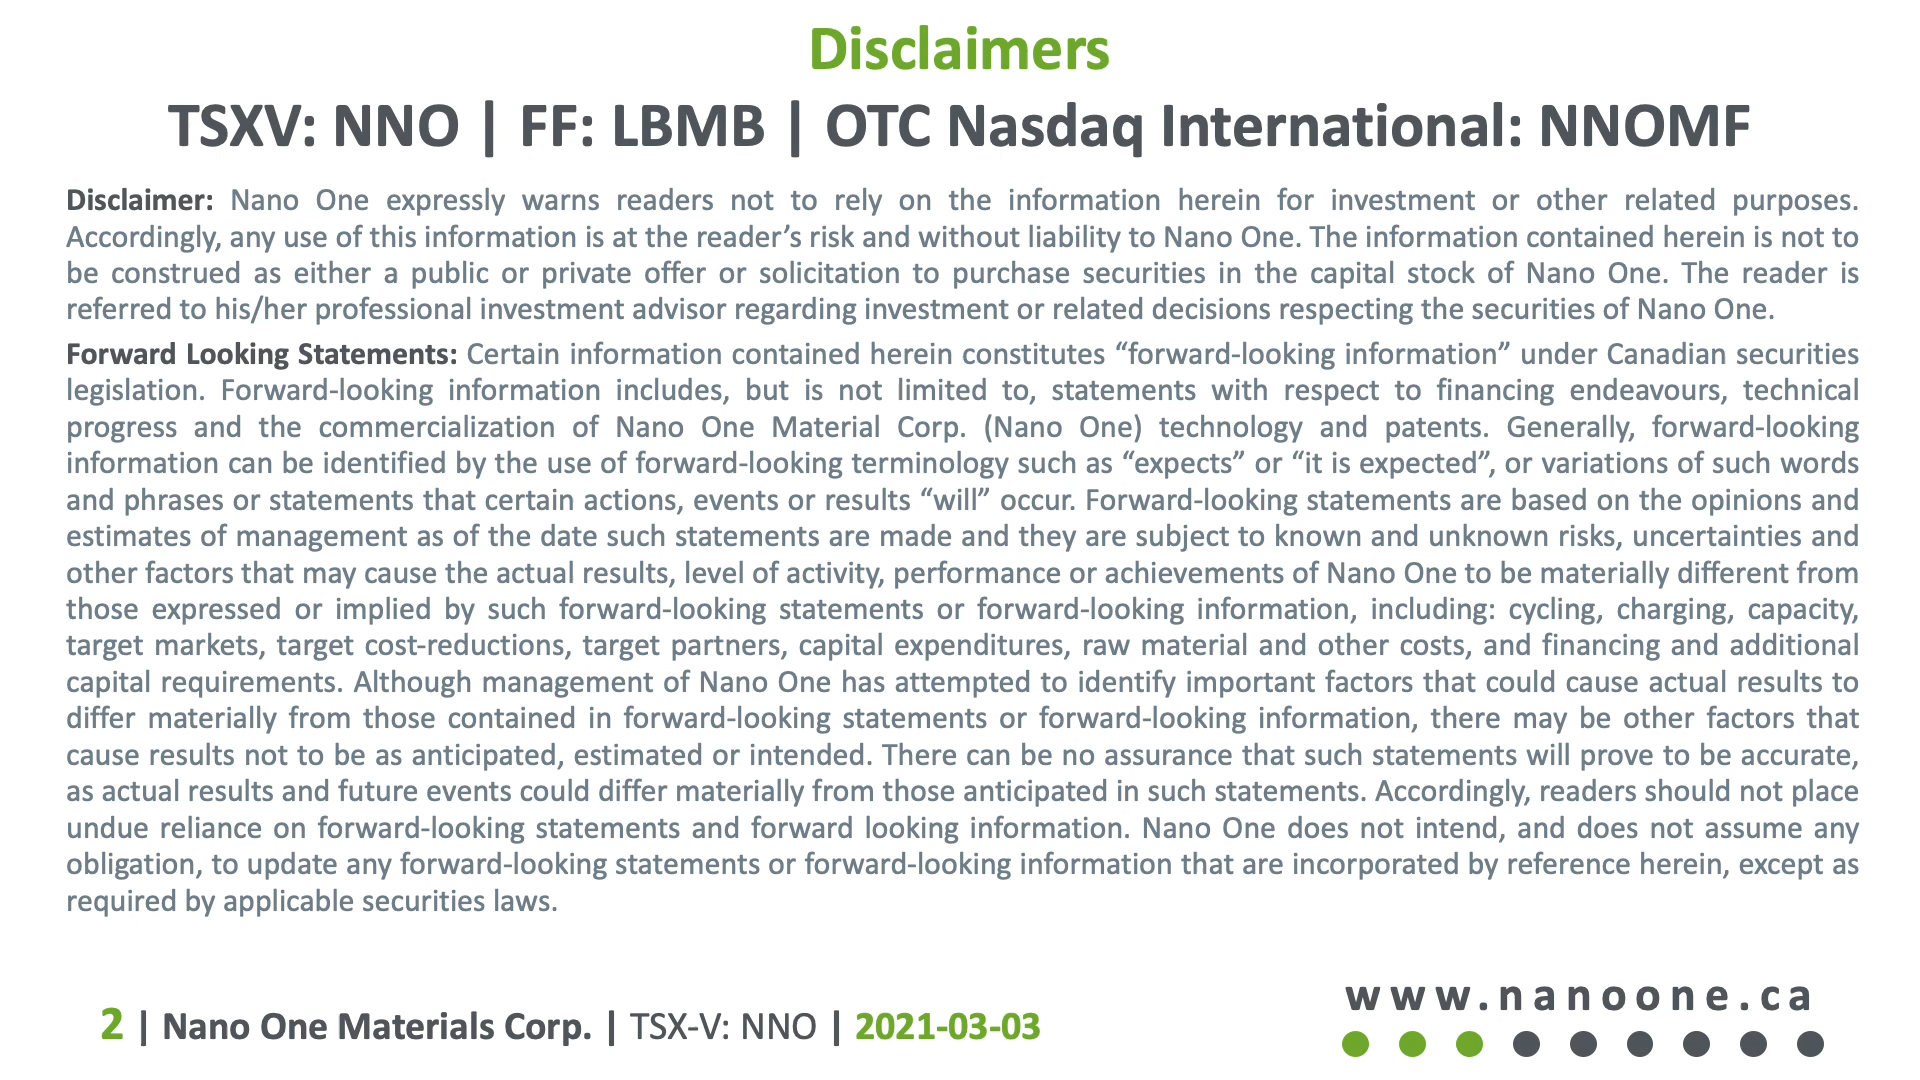 Disclaimers
TSXV: NNO | FF: LBMB | OTC Nasdaq International: NNOMF
Disclaimer: Nano One expressly warns readers not to rely on the information herein for investment or other related purposes.
Accordingly, any use of this information is at the reader’s risk and without liability to Nano One. The information contained herein is not to
be construed as either a public or private offer or solicitation to purchase securities in the capital stock of Nano One. The reader is
referred to his/her professional investment advisor regarding investment or related decisions respecting the securities of Nano One.
Forward Looking Statements: Certain information contained herein constitutes “forward-looking information” under Canadian securities
legislation. Forward-looking information includes, but is not limited to, statements with respect to financing endeavours, technical
progress and the commercialization of Nano One Material Corp. (Nano One) technology and patents. Generally, forward-looking
information can be identified by the use of forward-looking terminology such as “expects” or “it is expected”, or variations of such words
and phrases or statements that certain actions, events or results “will” occur. Forward-looking statements are based on the opinions and
estimates of management as of the date such statements are made and they are subject to known and unknown risks, uncertainties and
other factors that may cause the actual results, level of activity, performance or achievements of Nano One to be materially different from
those expressed or implied by such forward-looking statements or forward-looking information, including: cycling, charging, capacity,
target markets, target cost-reductions, target partners, capital expenditures, raw material and other costs, and financing and additional
capital requirements. Although management of Nano One has attempted to identify important factors that could cause actual results to
differ materially from those contained in forward-looking statements or forward-looking information, there may be other factors that
cause results not to be as anticipated, estimated or intended. There can be no assurance that such statements will prove to be accurate,
as actual results and future events could differ materially from those anticipated in such statements. Accordingly, readers should not place
undue reliance on forward-looking statements and forward looking information. Nano One does not intend, and does not assume any
obligation, to update any forward-looking statements or forward-looking information that are incorporated by reference herein, except as
required by applicable securities laws.
2 | Nano One Materials Corp. | TSX-V: NNO | 2021-03-03
www.nanoone.ca